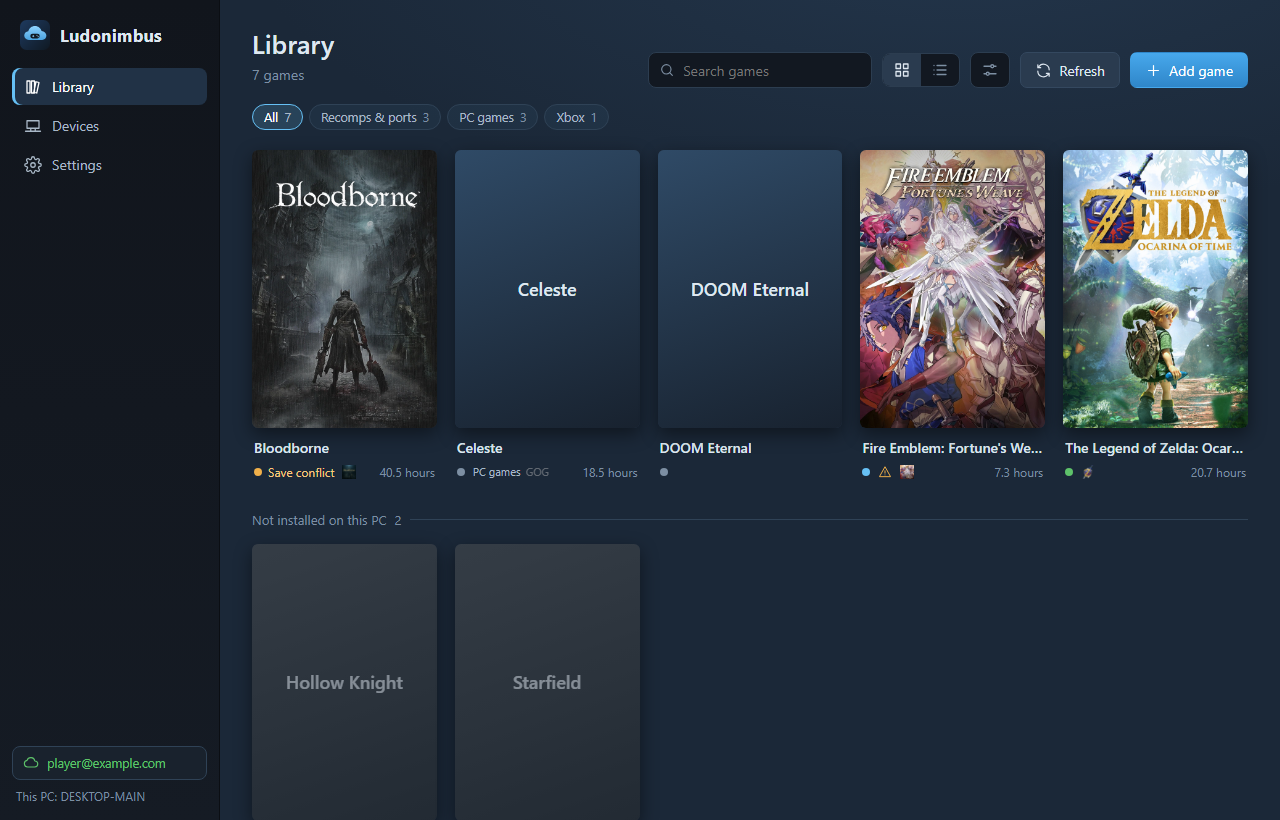 Ludonimbus
Library
Devices
Settings
player@example.com
This PC: DESKTOP-MAIN
Library
7 games
Search games
Refresh
Add game
All 7
Recomps & ports 3
PC games 3
Xbox 1
Bloodborne
Celeste
DOOM Eternal
FIRE EMBLEM
FORTUNE'S WEAVE
THE LEGEND OF
ZELDA
OCARINA OF TIME
Bloodborne
Save conflict
40.5 hours
Celeste
PC games GOG
18.5 hours
DOOM Eternal
Fire Emblem: Fortune's We...
7.3 hours
The Legend of Zelda: Ocar...
20.7 hours
Not installed on this PC 2
Hollow Knight
Starfield